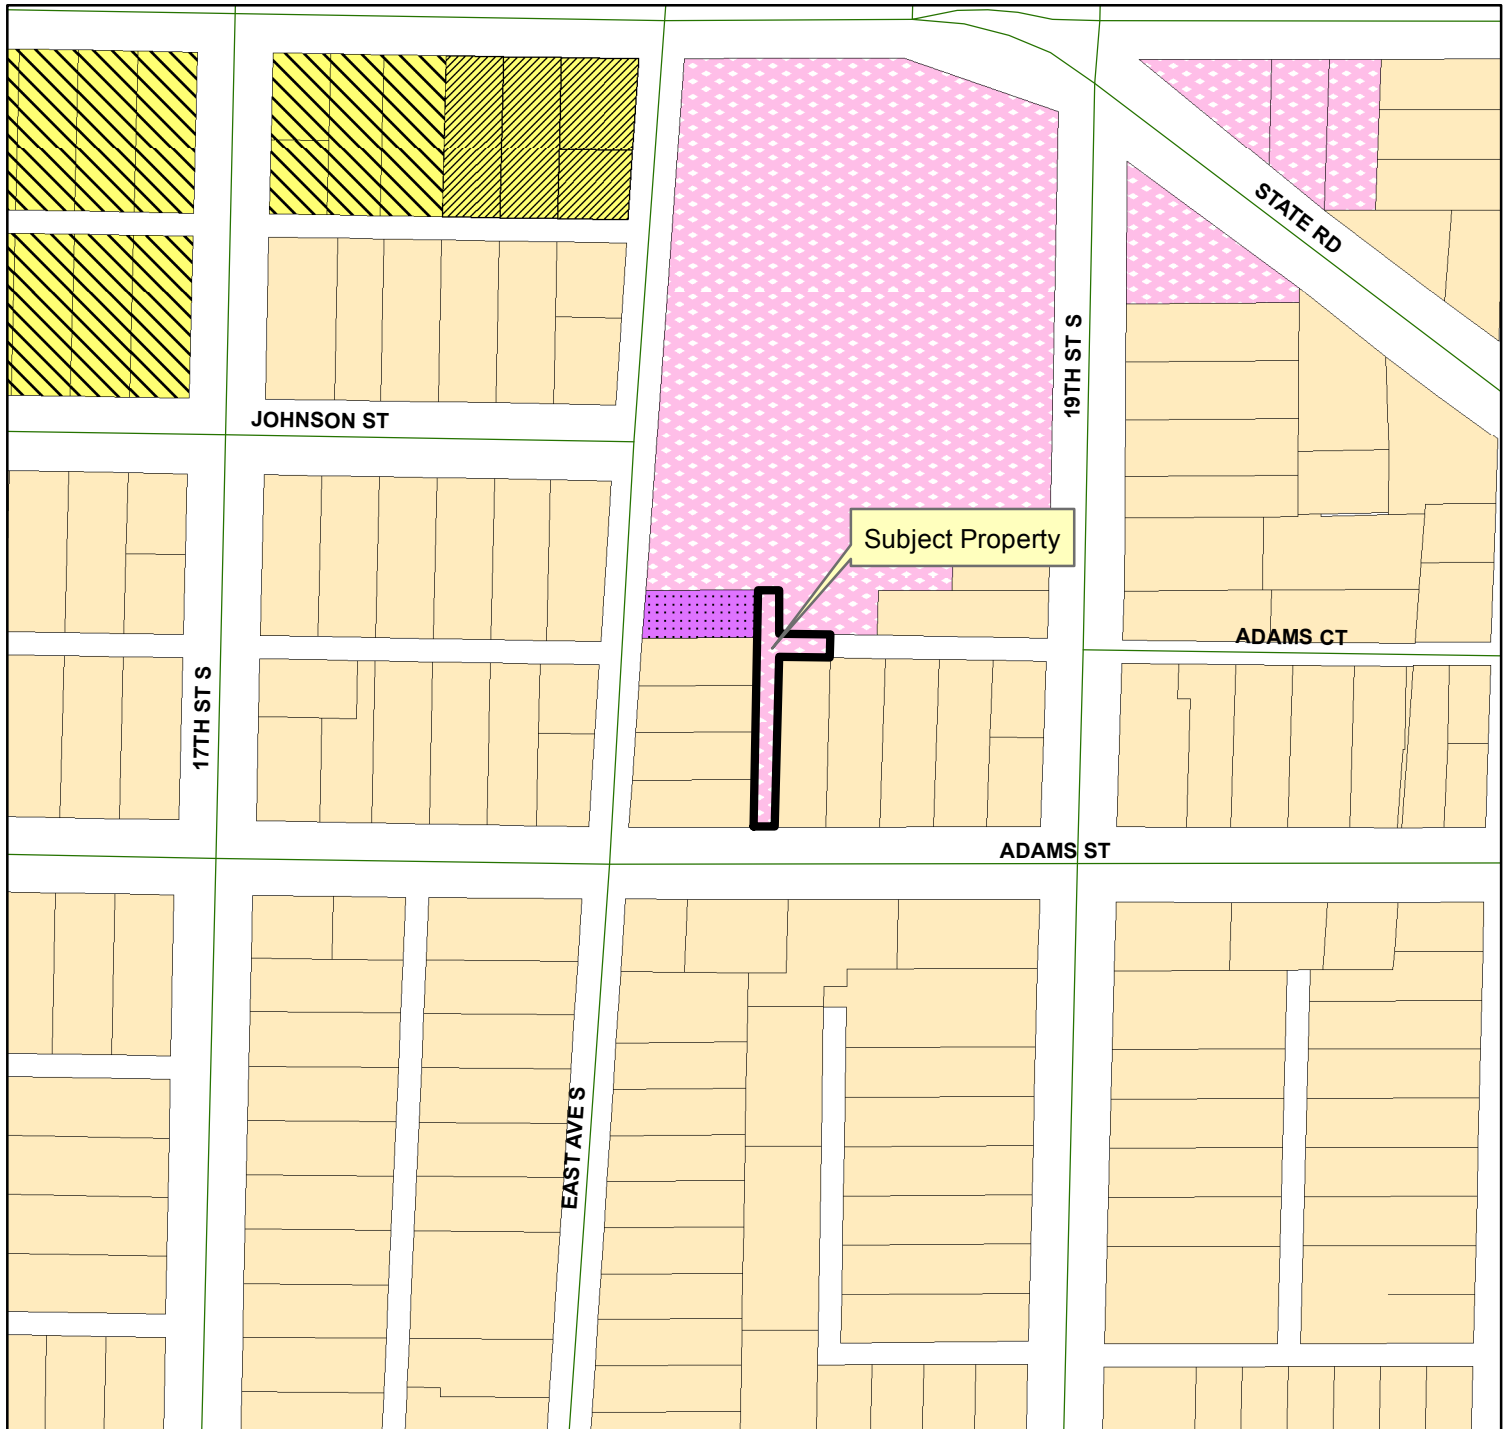 STATE RD
19TH ST S
JOHNSON ST
Subject Property
ADAMS CT
17TH ST S
ADAMS ST
EAST AVE S